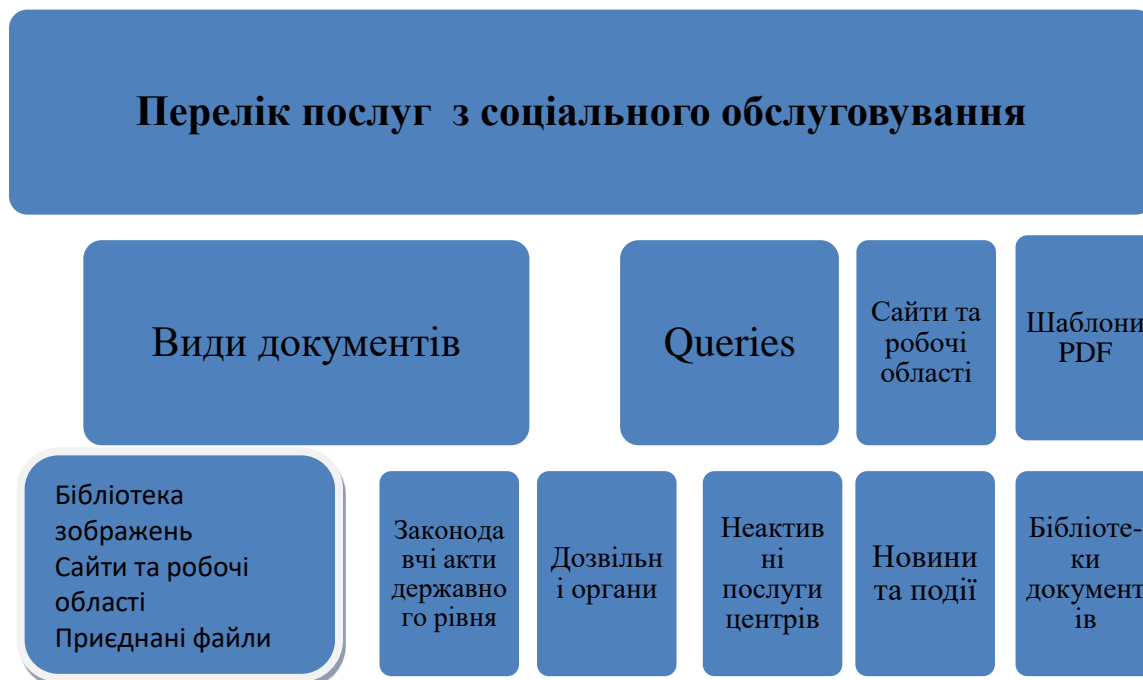 Перелік послуг з соціального обслуговування
Види документів
Queries
Сайти та
робочі
області
Шаблони
PDF
Бібліотека
зображень
Сайти та робочі
області
Приєднані файли
Законода
вчі акти
державно
го рівня
Дозвільн
і органи
Неактив
ні
послуги
центрів
Новини
та події
Бібліоте-
ки
документ
ів